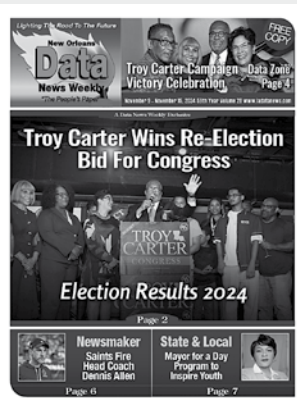 Lighting The Road To The Future
FREE
COPY
New Orleans
Data
News Weekly
"The People's Paper"
Troy Carter Campaign
Victory Celebration
Data Zone
Page 4
November 9 - November 15, 2024 59th Year Volume 28 www.ladatanews.com
A Data News Weekly Exclusive
Troy Carter Wins Re-Election
Bid For Congress
TROY
CARTER
CONGRESS
Election Results 2024
Page 2
Newsmaker
Saints Fire
Head Coach
Dennis Allen
Page 6
State & Local
Mayor for a Day
Program to
Inspire Youth
Page 7